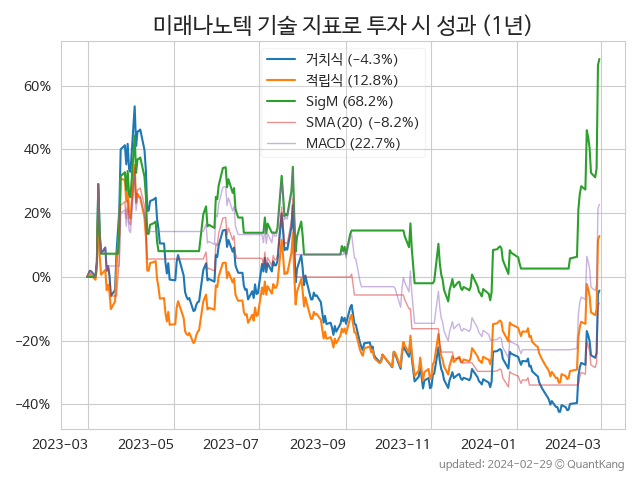 미래나노텍 기술 지표로 투자 시 성과 (1년)
거치식 (-4.3%)
적립식 (12.8%)
SigM (68.2%)
SMA(20) (-8.2%)
MACD (22.7%)
60%
40%
20%
0%
-20%
-40%
2023-03 2023-05 2023-07 2023-09 2023-11 2024-01 2024-03
updated: 2024-02-29 © QuantKang